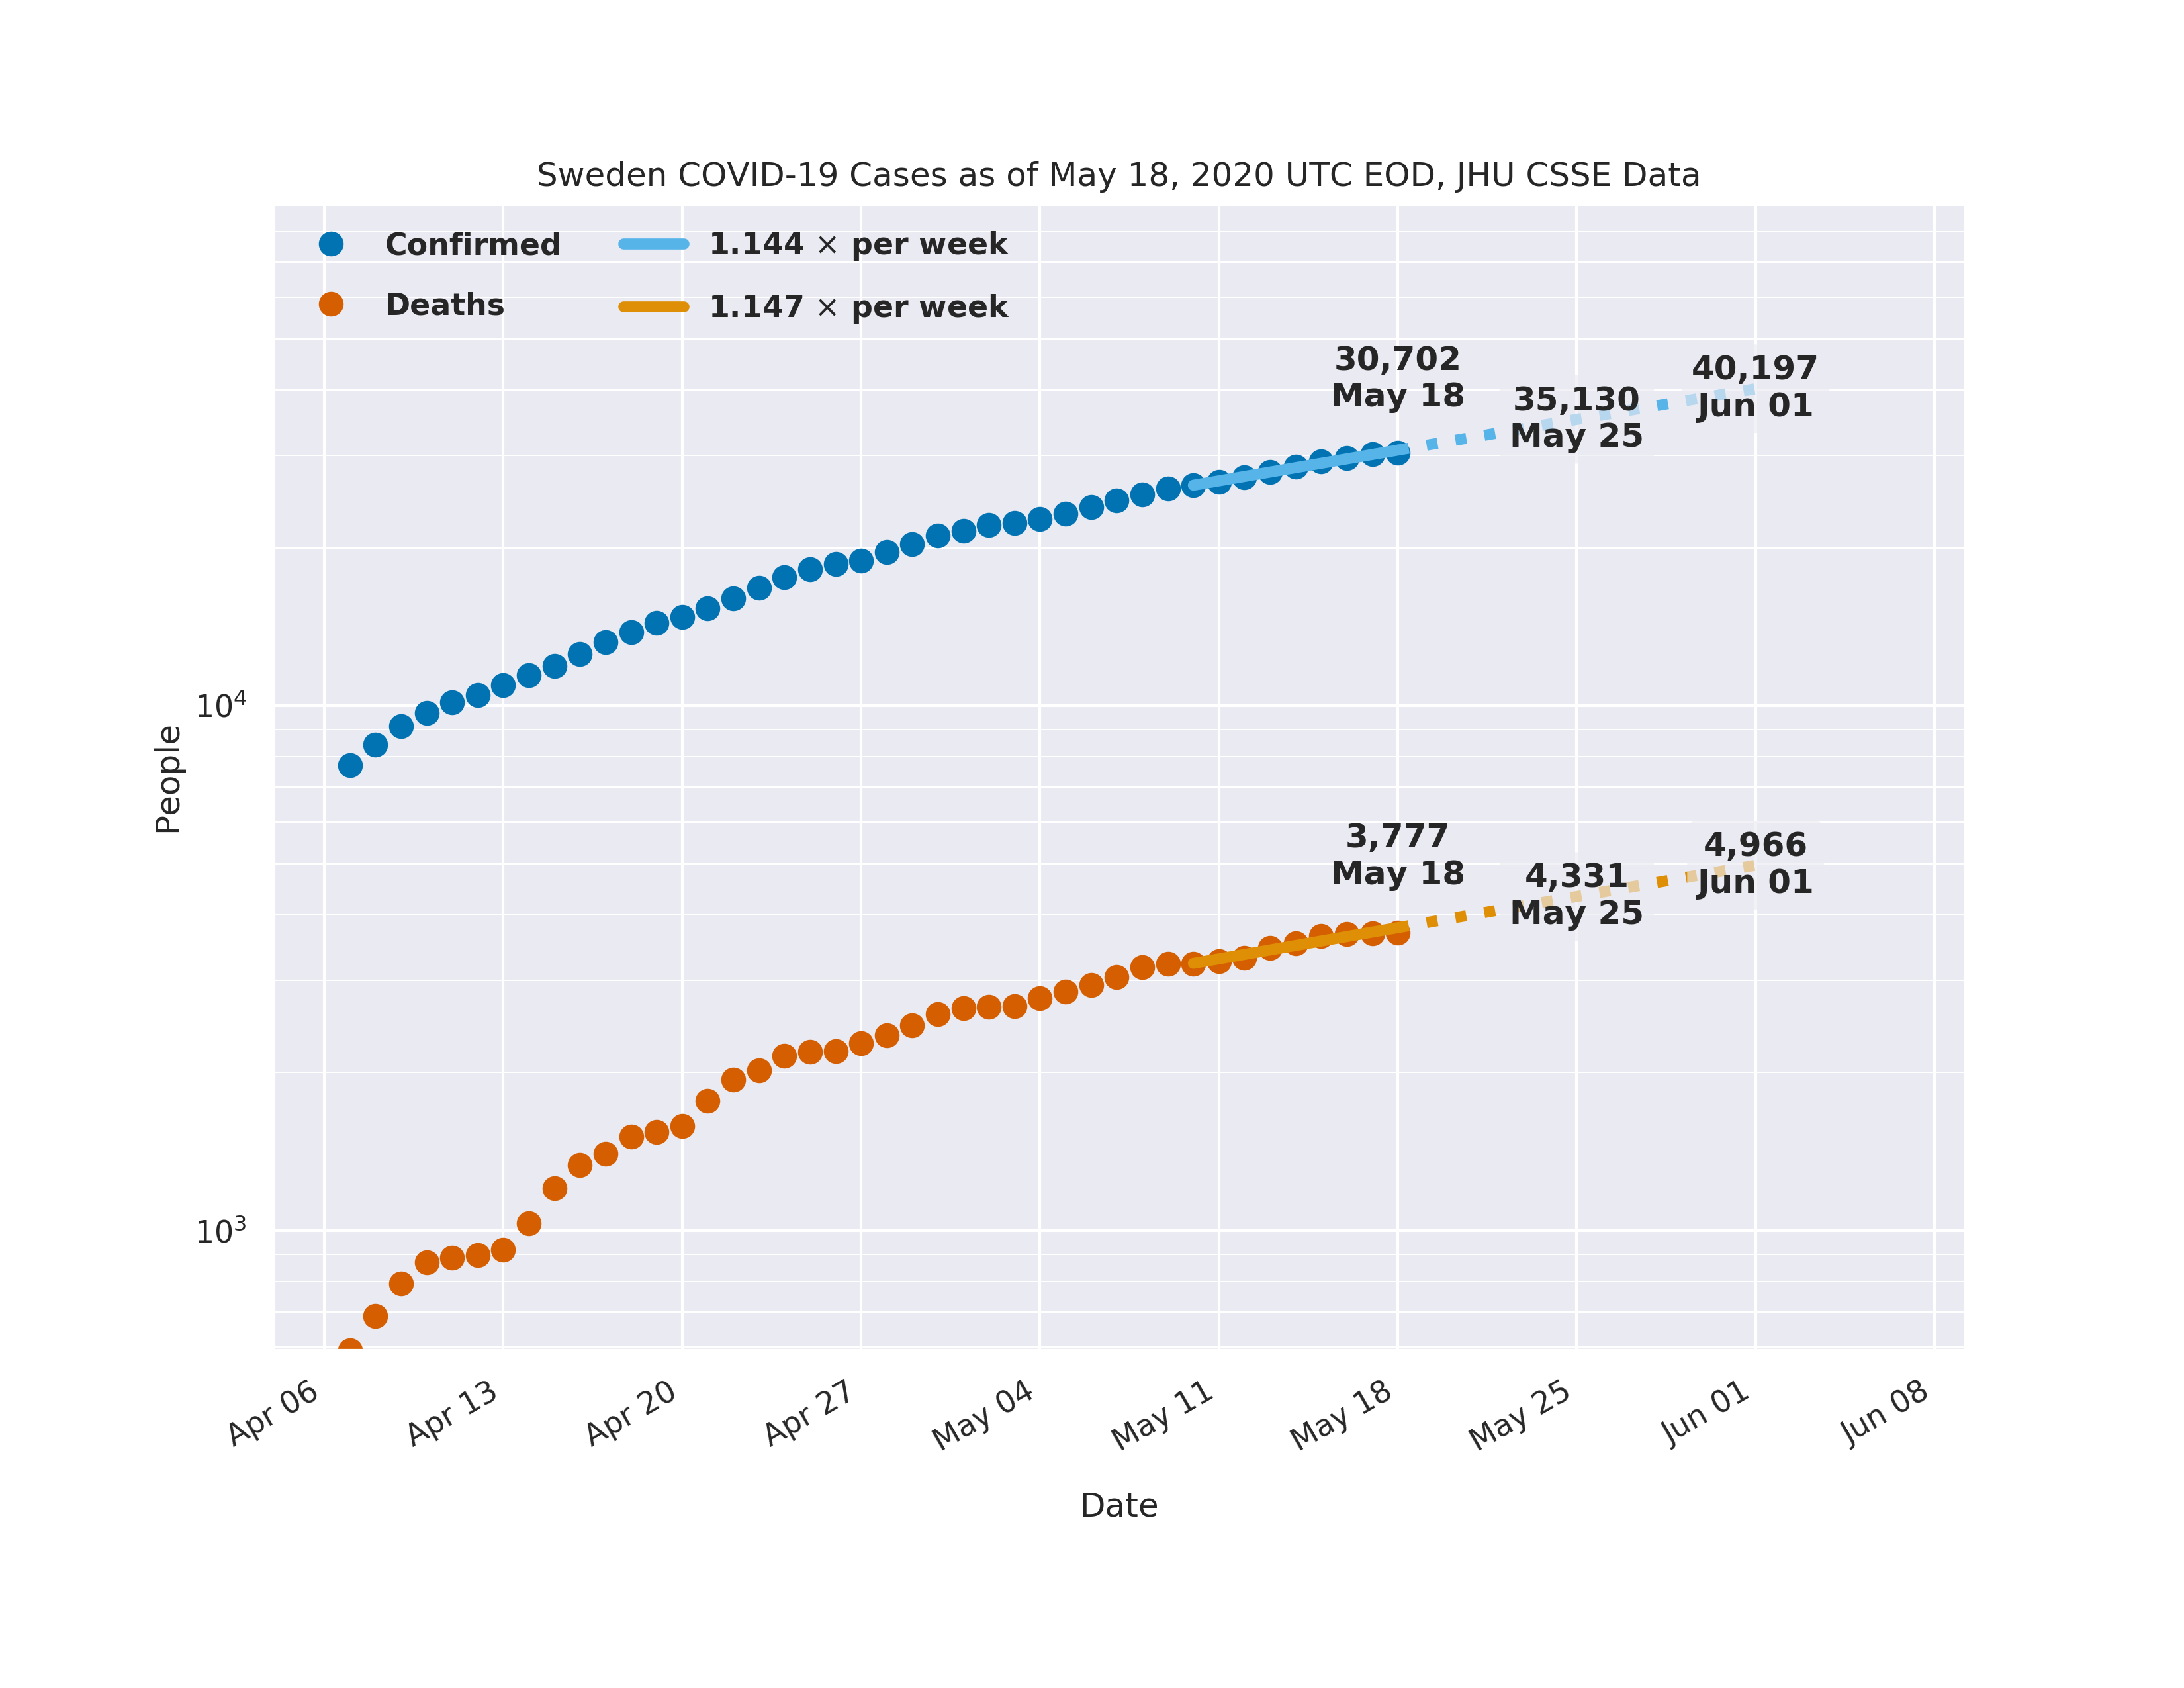 Sweden COVID-19 Cases as of May 18, 2020 UTC EOD, JHU CSSE Data
Confirmed
Deaths
1.144 × per week
1.147 × per week
30,702
May 18
35,130
May 25
40,197
Jun 01
3,777
May 18
4,331
May 25
4,966
Jun 01
People
10⁴
10³
Apr 06
Apr 13
Apr 20
Apr 27
May 04
May 11
May 18
May 25
Jun 01
Jun 08
Date